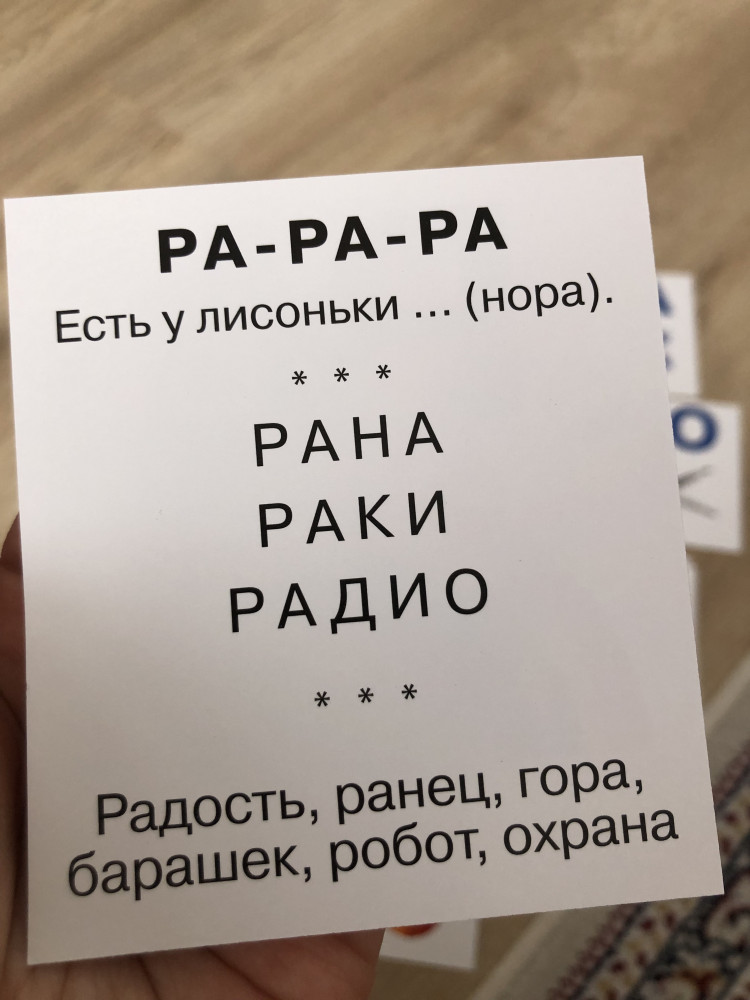 РА-РА-РА
Есть у лисоньки ... (нора).
* * *
РАНА
РАКИ
РАДИО
* * *
Радость, ранец, гора,
барашек, робот, охрана